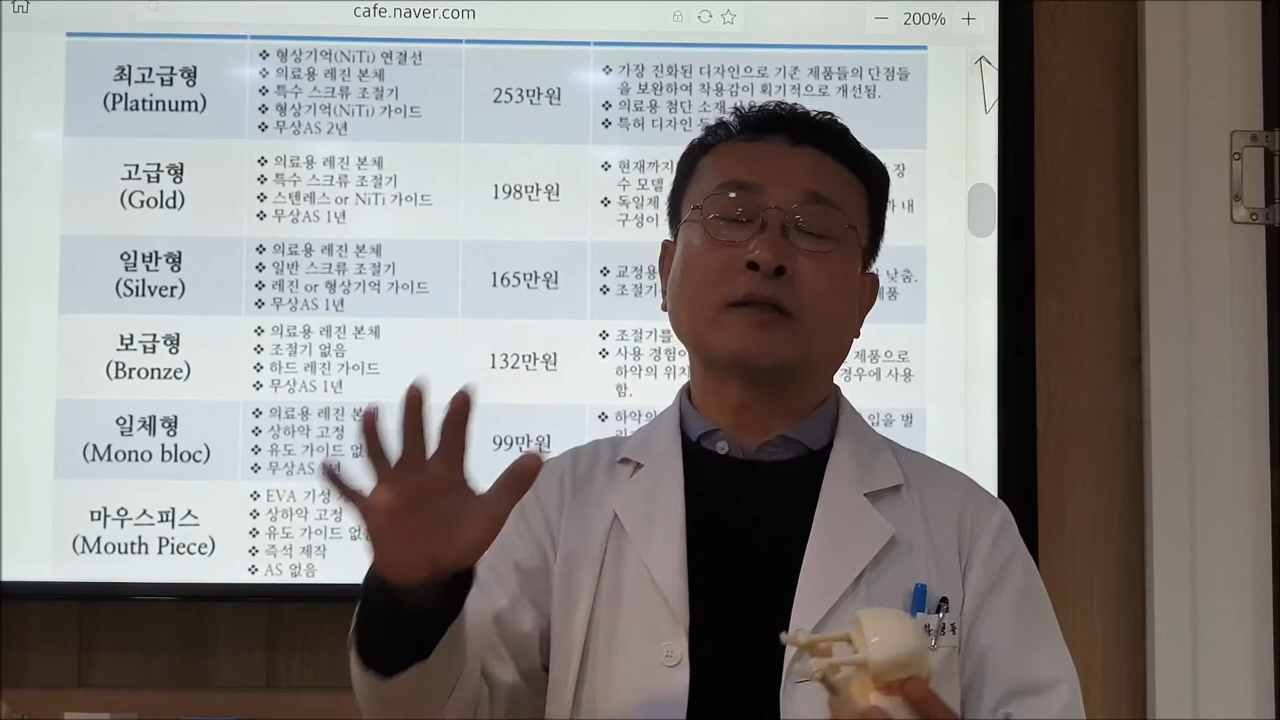 cafe.naver.com
200%
최고급형
(Platinum)
❖ 형상기억(NiTi) 연결선
❖ 의료용 레진 본체
❖ 특수 스크류 조절기
❖ 형상기억(NiTi) 가이드
❖ 무상AS 2년
253만원
❖ 가장 진화된 디자인으로 기존 제품들의 단점들
을 보완하여 착용감이 획기적으로 개선됨.
❖ 의료용 첨단 소재
❖ 특허 디자인
고급형
(Gold)
❖ 의료용 레진 본체
❖ 특수 스크류 조절기
❖ 스텐레스 or NiTi 가이드
❖ 무상AS 1년
198만원
❖ 현재까지 장
수 모델
❖ 독일제 내
구성이
일반형
(Silver)
❖ 의료용 레진 본체
❖ 일반 스크류 조절기
❖ 레진 or 형상기억 가이드
❖ 무상AS 1년
165만원
❖ 교정용 낮춤.
❖ 조절기 제품
보급형
(Bronze)
❖ 의료용 레진 본체
❖ 조절기 없음
❖ 하드 레진 가이드
❖ 무상AS 1년
132만원
❖ 조절기를
❖ 사용 경험이 제품으로
하악의 위치 경우에 사용
함.
일체형
(Mono bloc)
❖ 의료용 레진 본체
❖ 상하악 고정
❖ 유도 가이드
❖ 무상AS
99만원
❖ 하악의 입을 벌
마우스피스
(Mouth Piece)
❖ EVA 기성
❖ 상하악 고정
❖ 유도 가이드
❖ 즉석 제작
❖ AS 없음